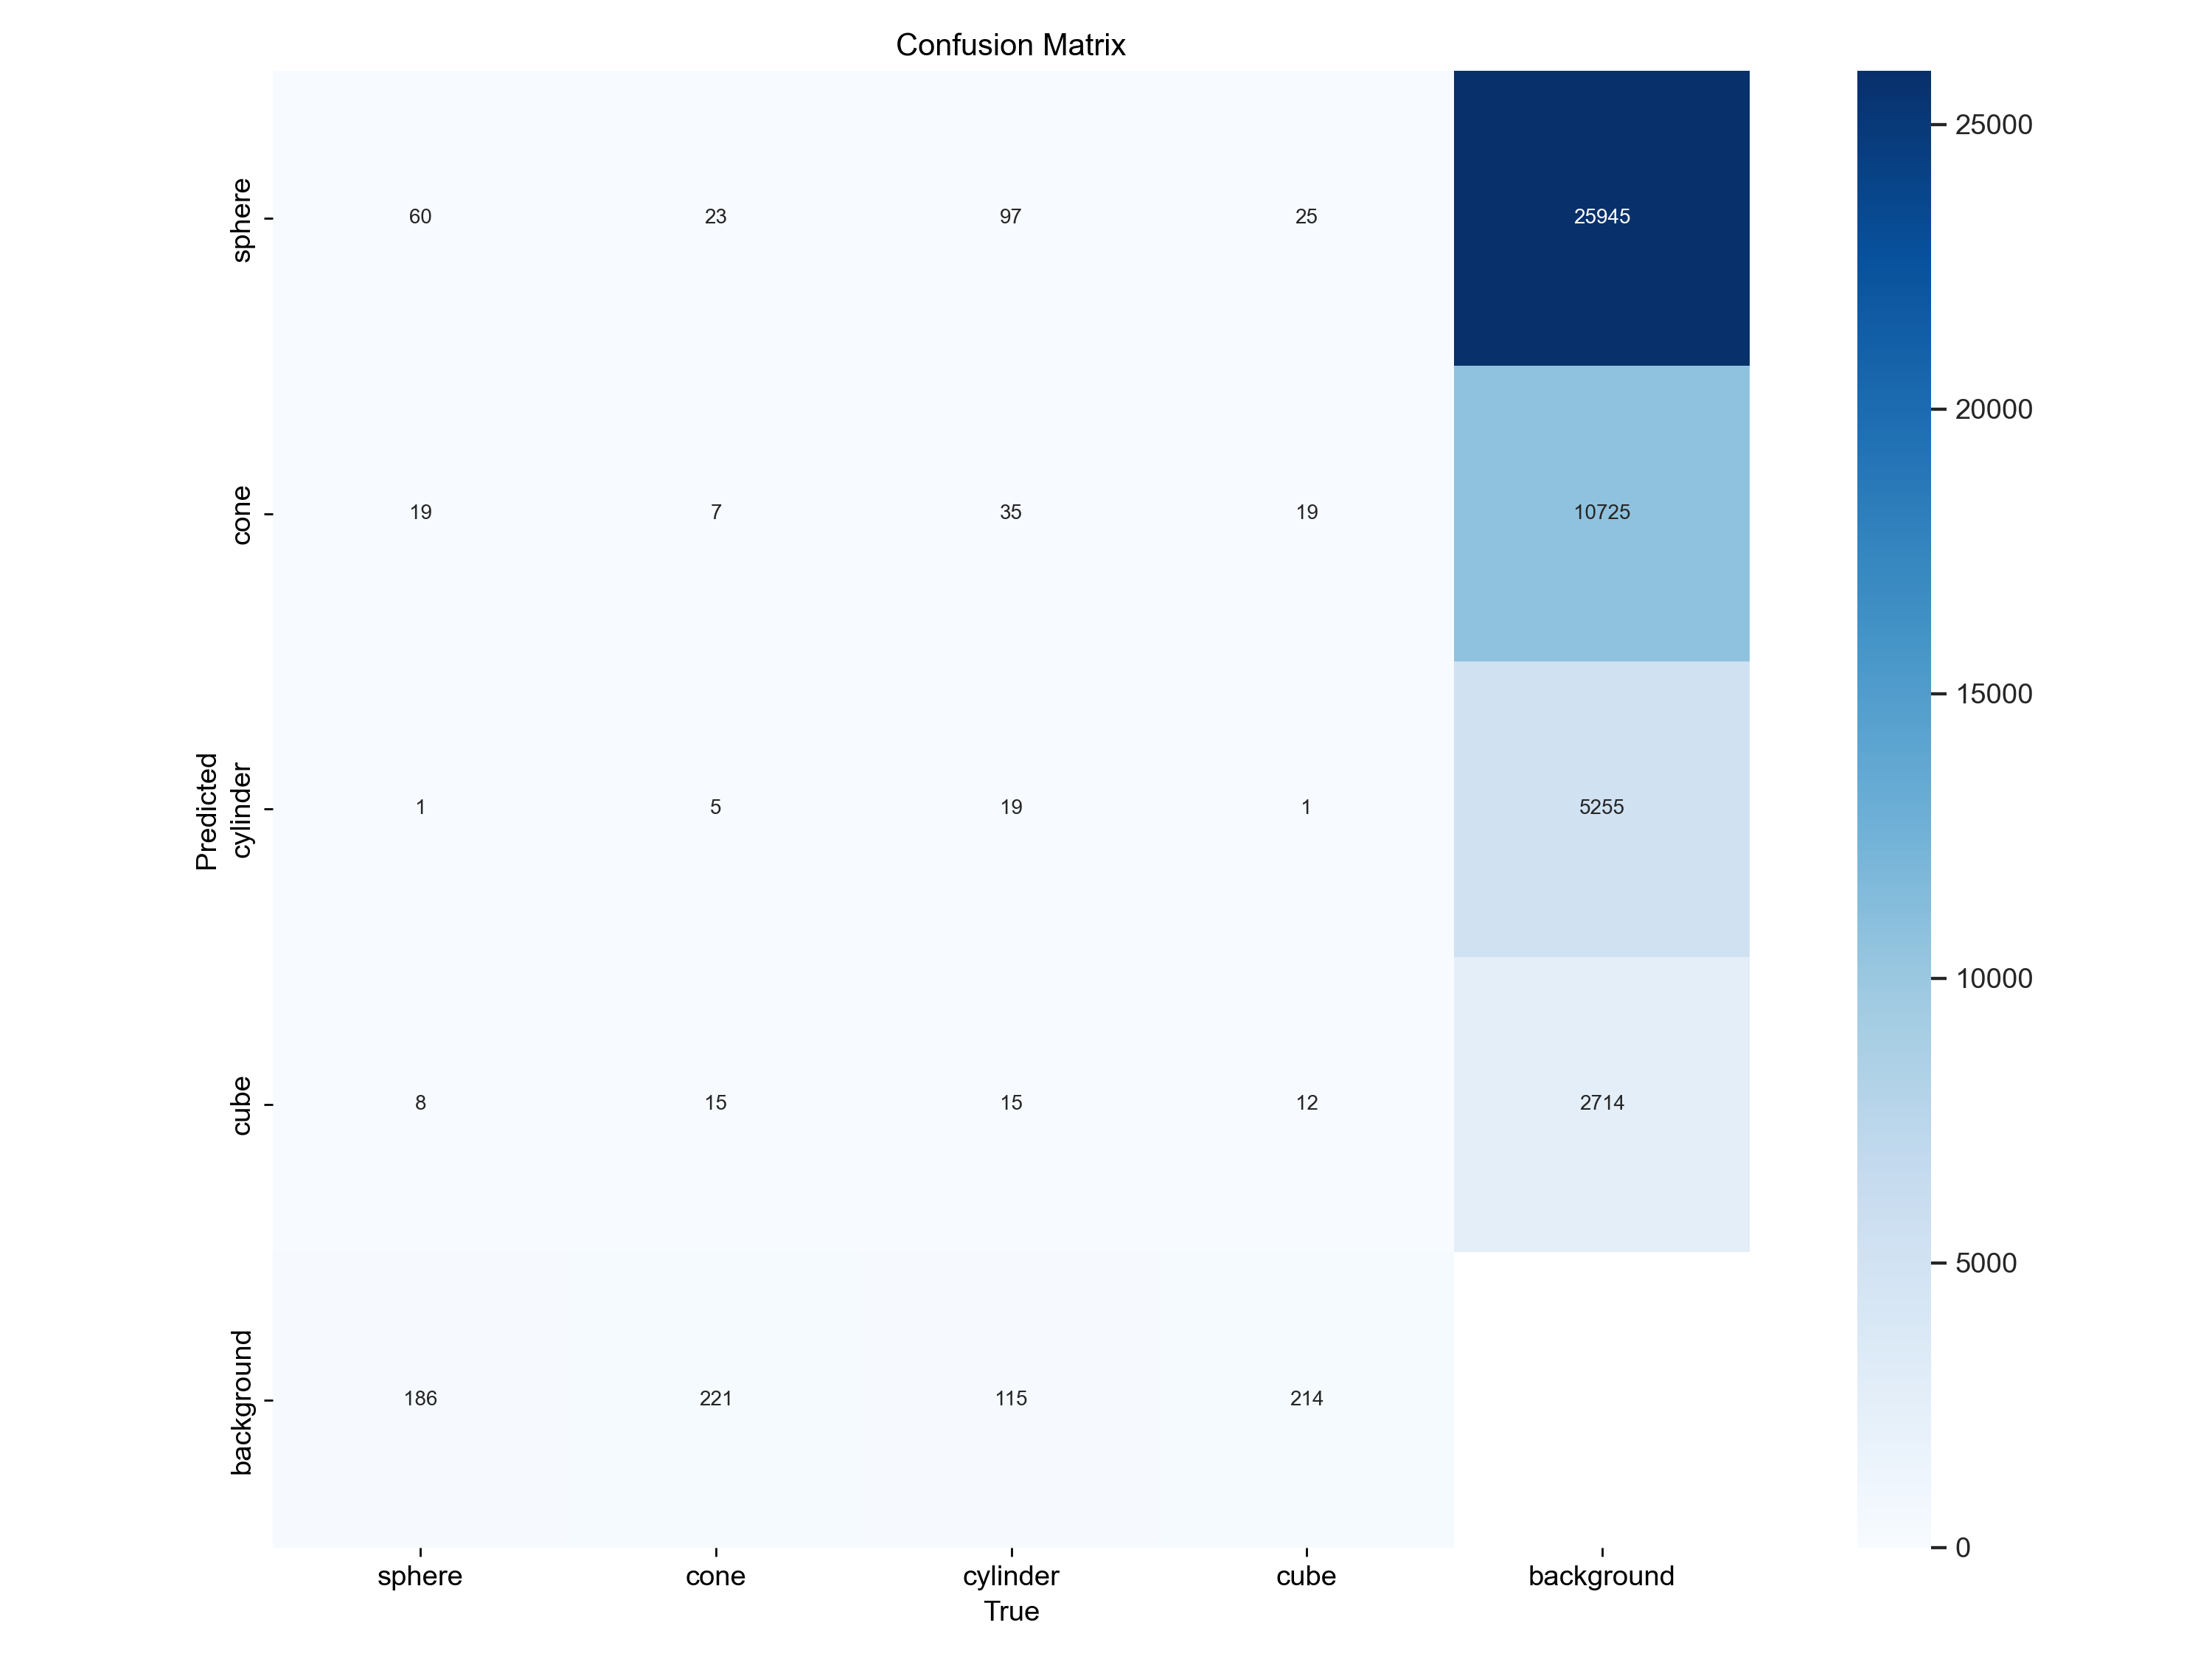 Confusion Matrix
sphere 60 23 97 25 25945
cone 19 7 35 19 10725
cylinder 1 5 19 1 5255
cube 8 15 15 12 2714
background 186 221 115 214
Predicted
sphere cone cylinder cube background
True
25000
20000
15000
10000
5000
0